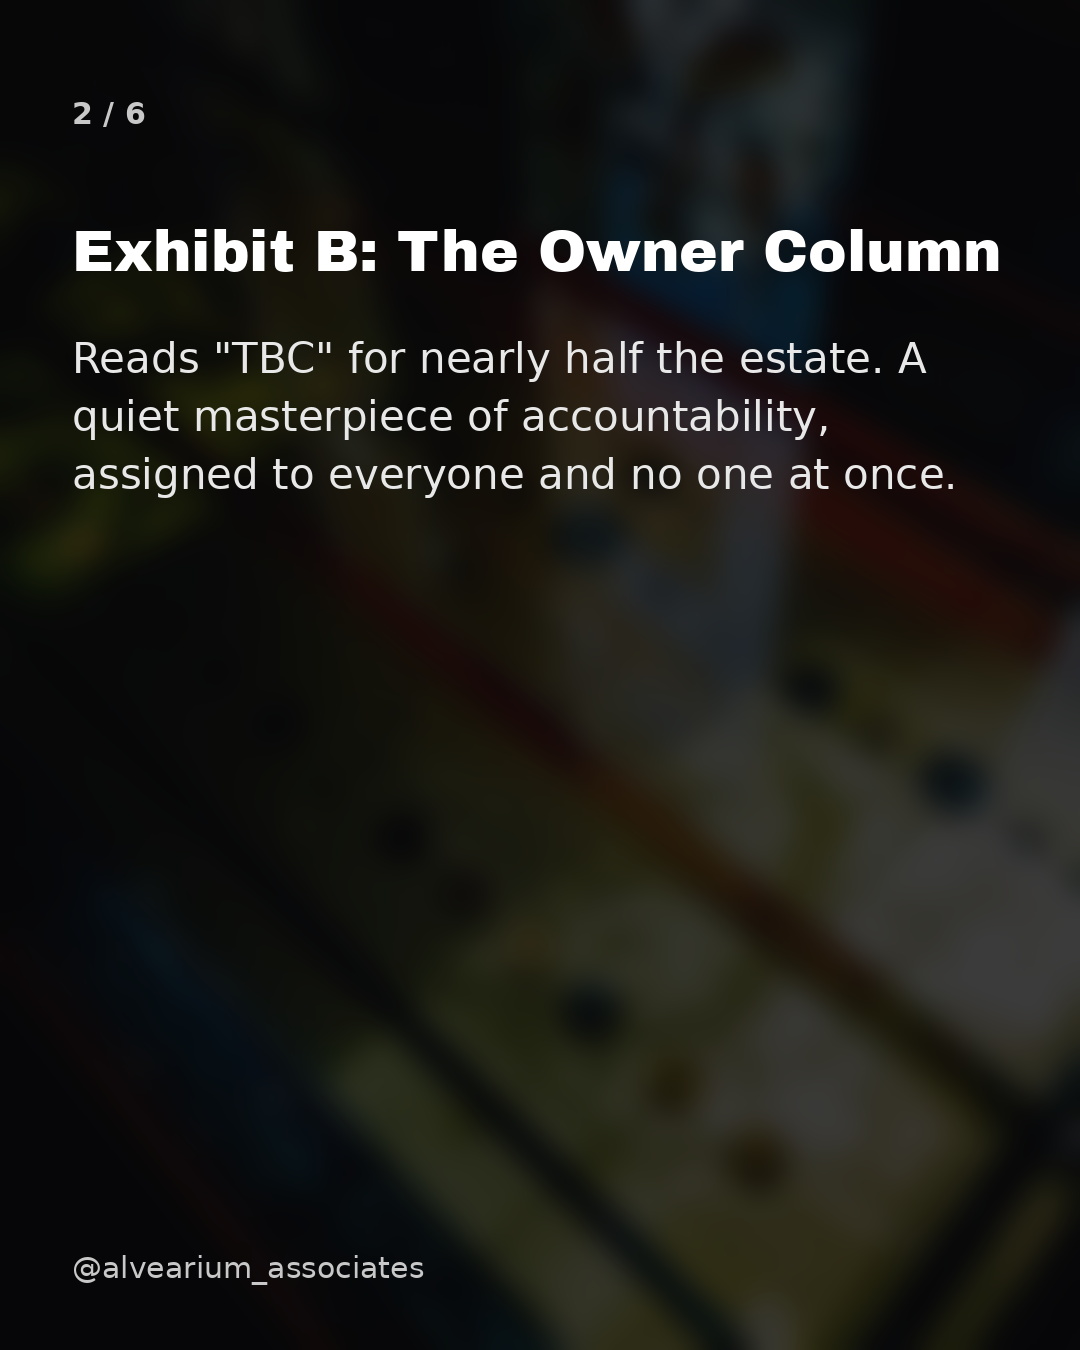 2 / 6
Exhibit B: The Owner Column
Reads "TBC" for nearly half the estate. A
quiet masterpiece of accountability,
assigned to everyone and no one at once.
@alvearium_associates